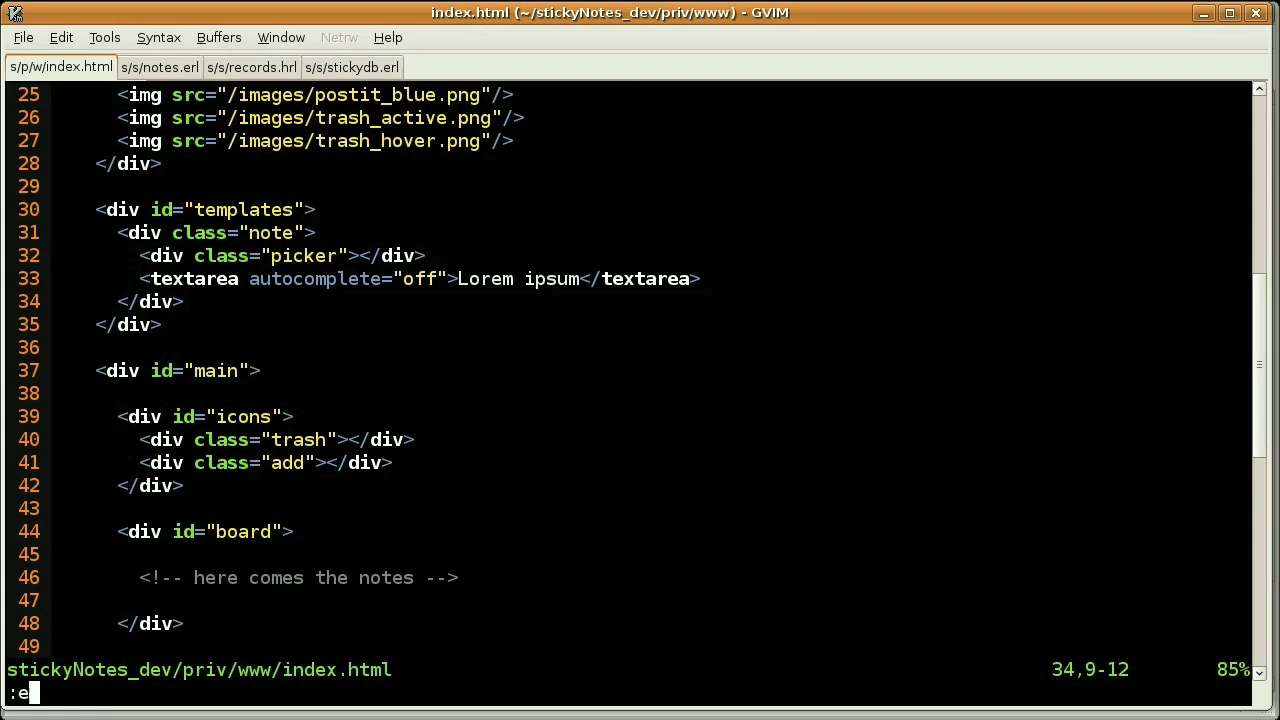 index.html (~/stickyNotes_dev/priv/www) - GVIM
File Edit Tools Syntax Buffers Window Netrw Help
s/p/w/index.html s/s/notes.erl s/s/records.hrl s/s/stickydb.erl
25 <img src="/images/postit_blue.png"/>
26 <img src="/images/trash_active.png"/>
27 <img src="/images/trash_hover.png"/>
28 </div>
29
30 <div id="templates">
31 <div class="note">
32 <div class="picker"></div>
33 <textarea autocomplete="off">Lorem ipsum</textarea>
34 </div>
35 </div>
36
37 <div id="main">
38
39 <div id="icons">
40 <div class="trash"></div>
41 <div class="add"></div>
42 </div>
43
44 <div id="board">
45
46 <!-- here comes the notes -->
47
48 </div>
49
stickyNotes_dev/priv/www/index.html 34,9-12 85%
:e